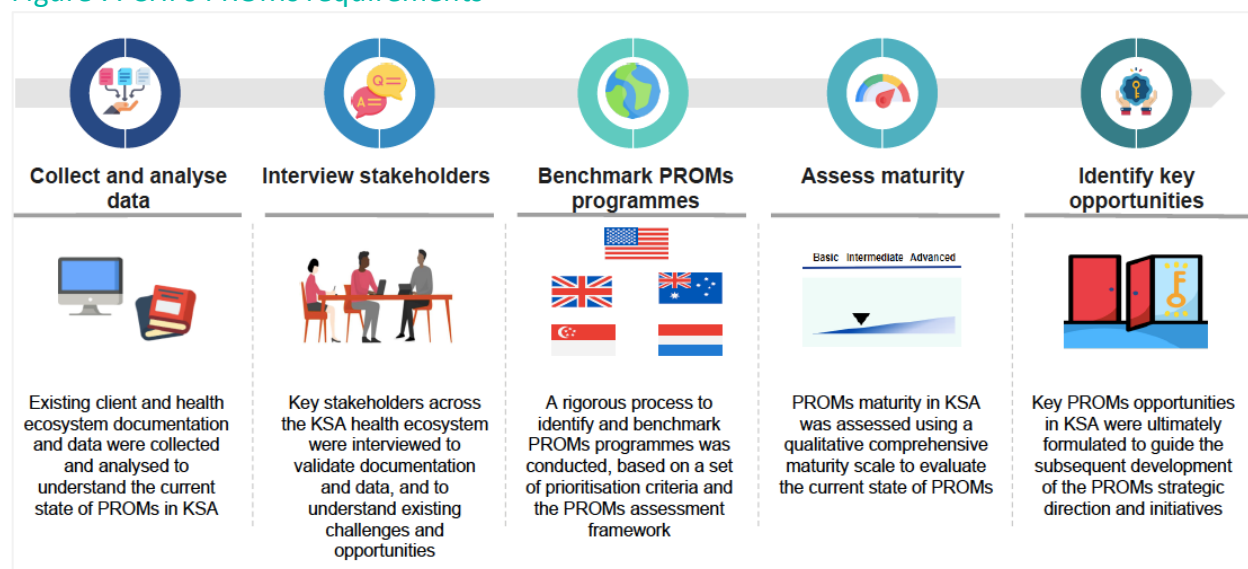 Figure PROMs requirements
Q
A
Collect and analyse
data
Interview stakeholders
Benchmark PROMs
programmes
Assess maturity
Identify key
opportunities
Basic Intermediate Advanced
Existing client and health
ecosystem documentation
and data were collected
and analysed to
understand the current
state of PROMs in KSA
Key stakeholders across
the KSA health ecosystem
were interviewed to
validate documentation
and data, and to
understand existing
challenges and
opportunities
A rigorous process to
identify and benchmark
PROMs programmes was
conducted, based on a set
of prioritisation criteria and
the PROMs assessment
framework
PROMs maturity in KSA
was assessed using a
qualitative comprehensive
maturity scale to evaluate
the current state of PROMs
Key PROMs opportunities
in KSA were ultimately
formulated to guide the
subsequent development
of the PROMs strategic
direction and initiatives